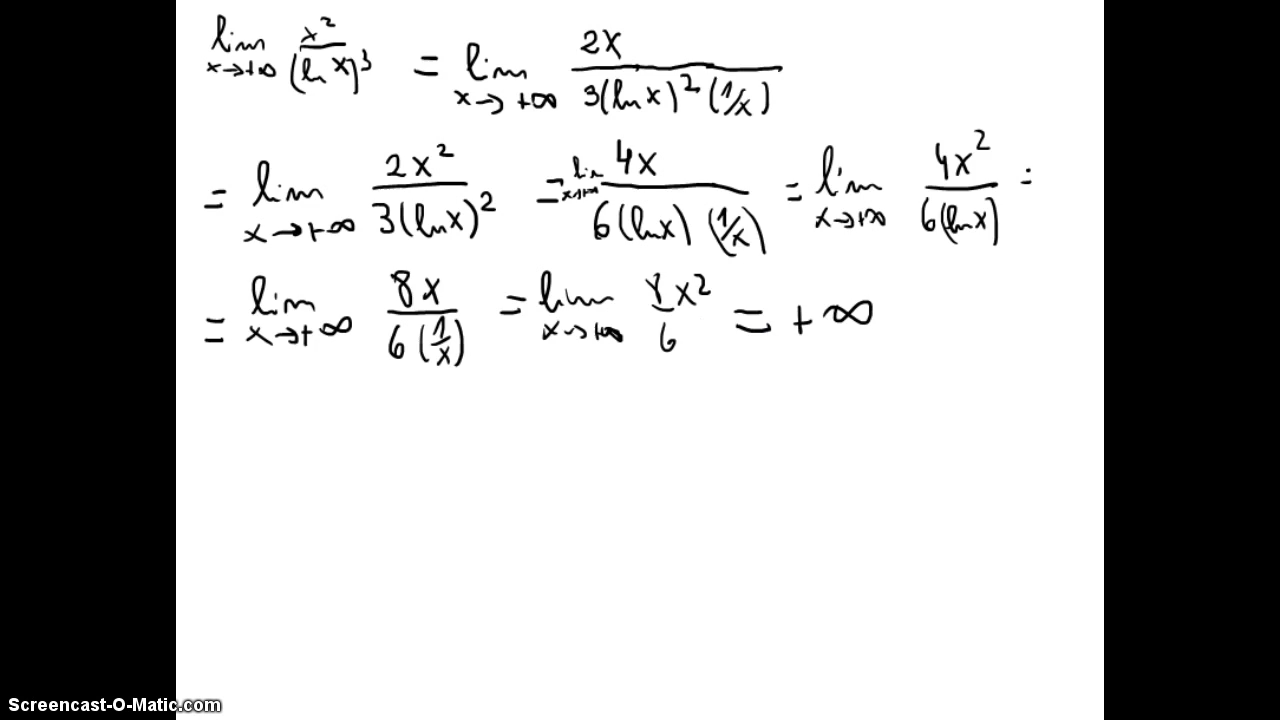 lim x→+∞ x²/(ln x)³ = lim x→+∞ 2x/(3(ln x)²(1/x))
= lim x→+∞ 2x²/(3(ln x)²) = lim x→+∞ 4x/(6(ln x)(1/x)) = lim x→+∞ 4x²/(6(ln x)) =
= lim x→+∞ 8x/(6(1/x)) = lim x→+∞ 8x²/6 = +∞
Screencast-O-Matic.com